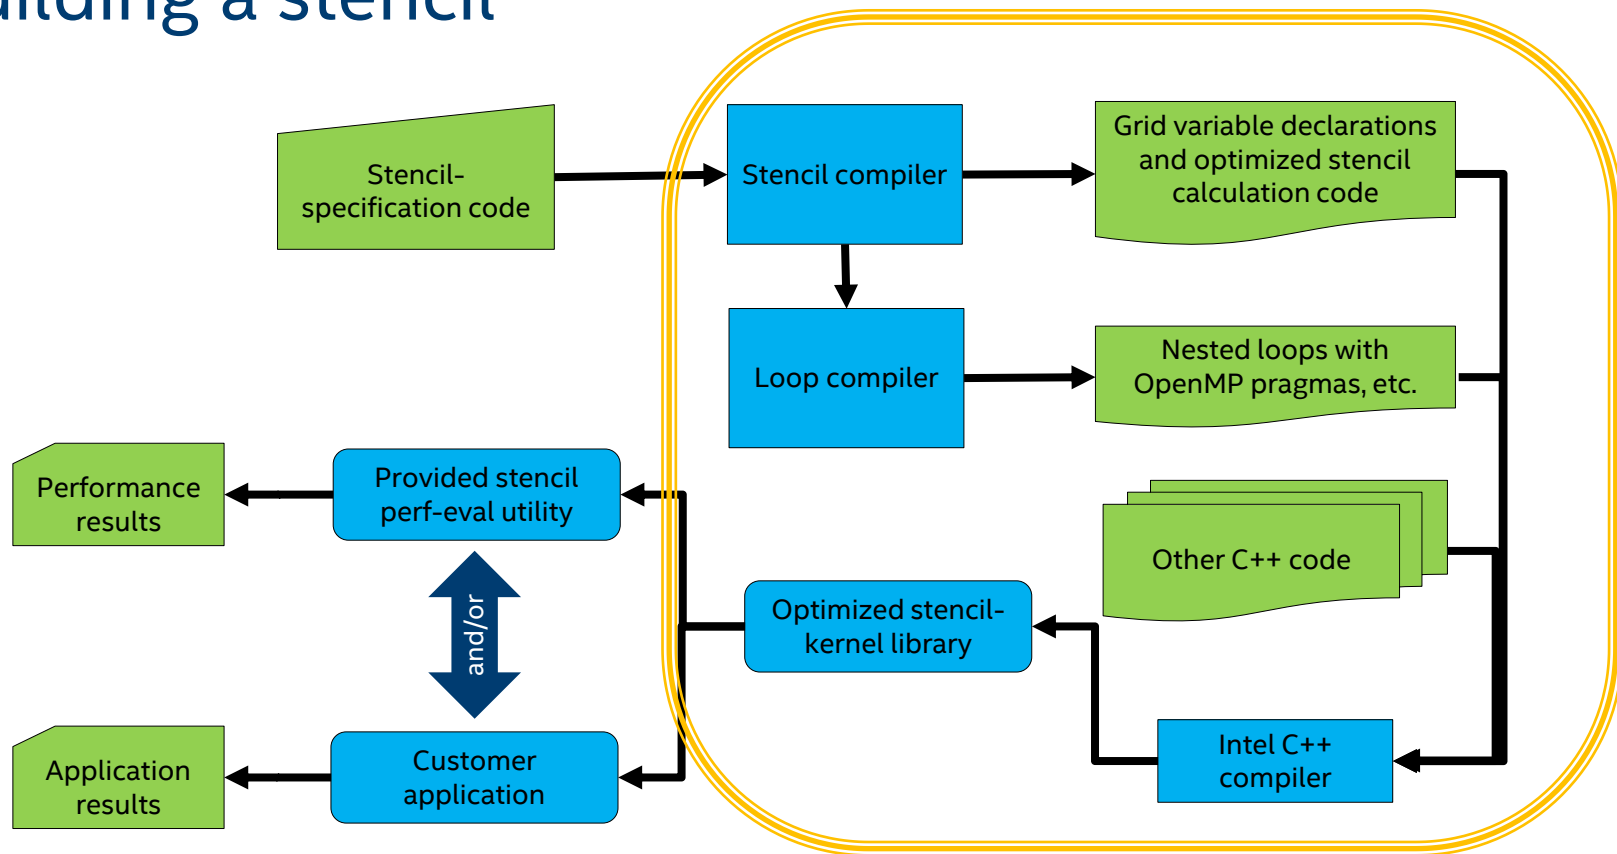 a stencil
Stencil-
specification code
Stencil compiler
Grid variable declarations
and optimized stencil
calculation code
Loop compiler
Nested loops with
OpenMP pragmas, etc.
Performance
results
Provided stencil
perf-eval utility
Other C++ code
and/or
Optimized stencil-
kernel library
Application
results
Customer
application
Intel C++
compiler